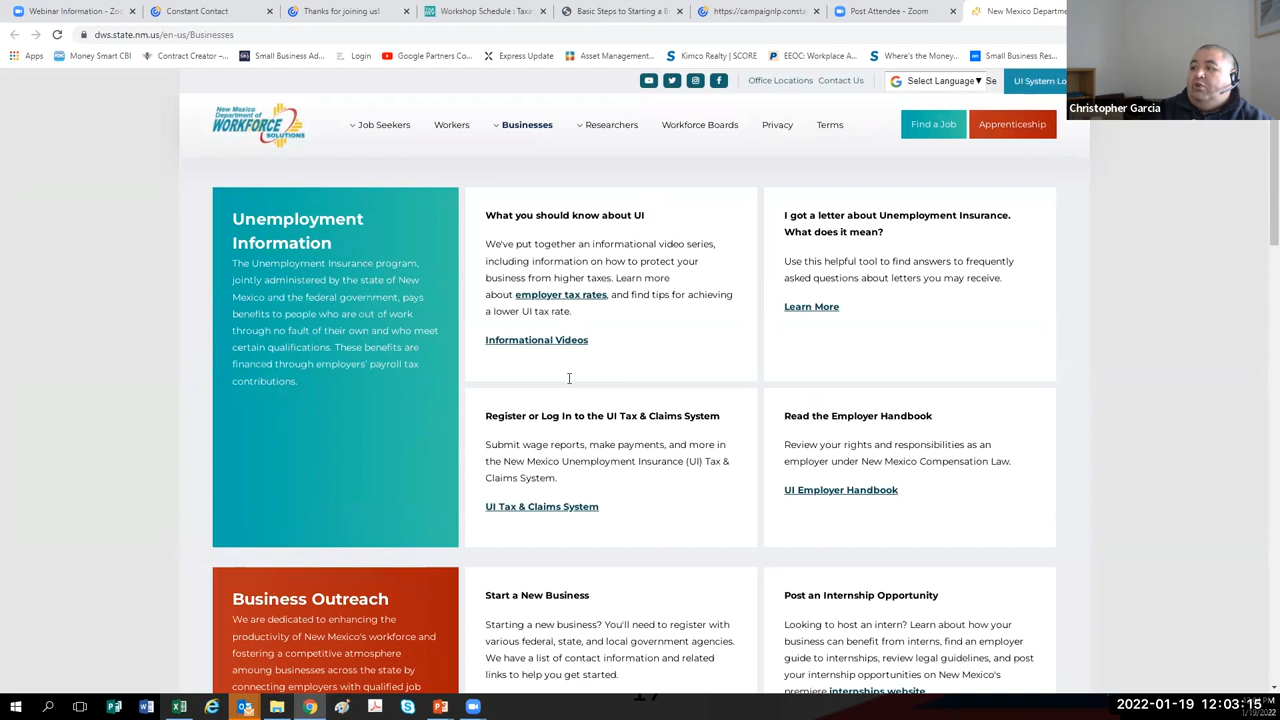 Webinar Information - Z
Constant Contact
Thanks for joining us!
Workshop Schedule : Taxa
Basic Steps to Starting a B
https://campaignlp.consta
Post Attendee - Zoom
New Mexico Departme
dws.state.nm.us/en-us/Businesses
Apps
Money Smart CBI
Contract Creator –...
Small Business Ad...
Login
Google Partners Co...
Express Update
Asset Management...
Kimco Realty | SCORE
EEOC: Workplace A...
Where's the Money...
Small Business Res...
Office Locations Contact Us
Select Language▼ Se
UI System Lo
Christopher Garcia
New Mexico
Department of
WORKFORCE
SOLUTIONS
Job Seekers
Workers
Businesses
Researchers
Workforce Boards
Privacy
Terms
Find a Job
Apprenticeship
Unemployment
Information
The Unemployment Insurance program,
jointly administered by the state of New
Mexico and the federal government, pays
benefits to people who are out of work
through no fault of their own and who meet
certain qualifications. These benefits are
financed through employers' payroll tax
contributions.
What you should know about UI
We've put together an informational video series,
including information on how to protect your
business from higher taxes. Learn more
about employer tax rates, and find tips for achieving
a lower UI tax rate.
Informational Videos
I got a letter about Unemployment Insurance.
What does it mean?
Use this helpful tool to find answers to frequently
asked questions about letters you may receive.
Learn More
Register or Log In to the UI Tax & Claims System
Submit wage reports, make payments, and more in
the New Mexico Unemployment Insurance (UI) Tax &
Claims System.
UI Tax & Claims System
Read the Employer Handbook
Review your rights and responsibilities as an
employer under New Mexico Compensation Law.
UI Employer Handbook
Business Outreach
We are dedicated to enhancing the
productivity of New Mexico's workforce and
fostering a competitive atmosphere
amoung businesses across the state by
connecting employers with qualified job
Start a New Business
Starting a new business? You'll need to register with
various federal, state, and local government agencies.
We have a list of contact information and related
links to help you get started.
Post an Internship Opportunity
Looking to host an intern? Learn about how your
business can benefit from interns, find an employer
guide to internships, review legal guidelines, and post
your internship opportunities on New Mexico's
premiere internships website
2022-01-19 12:03:15
1/19/2022